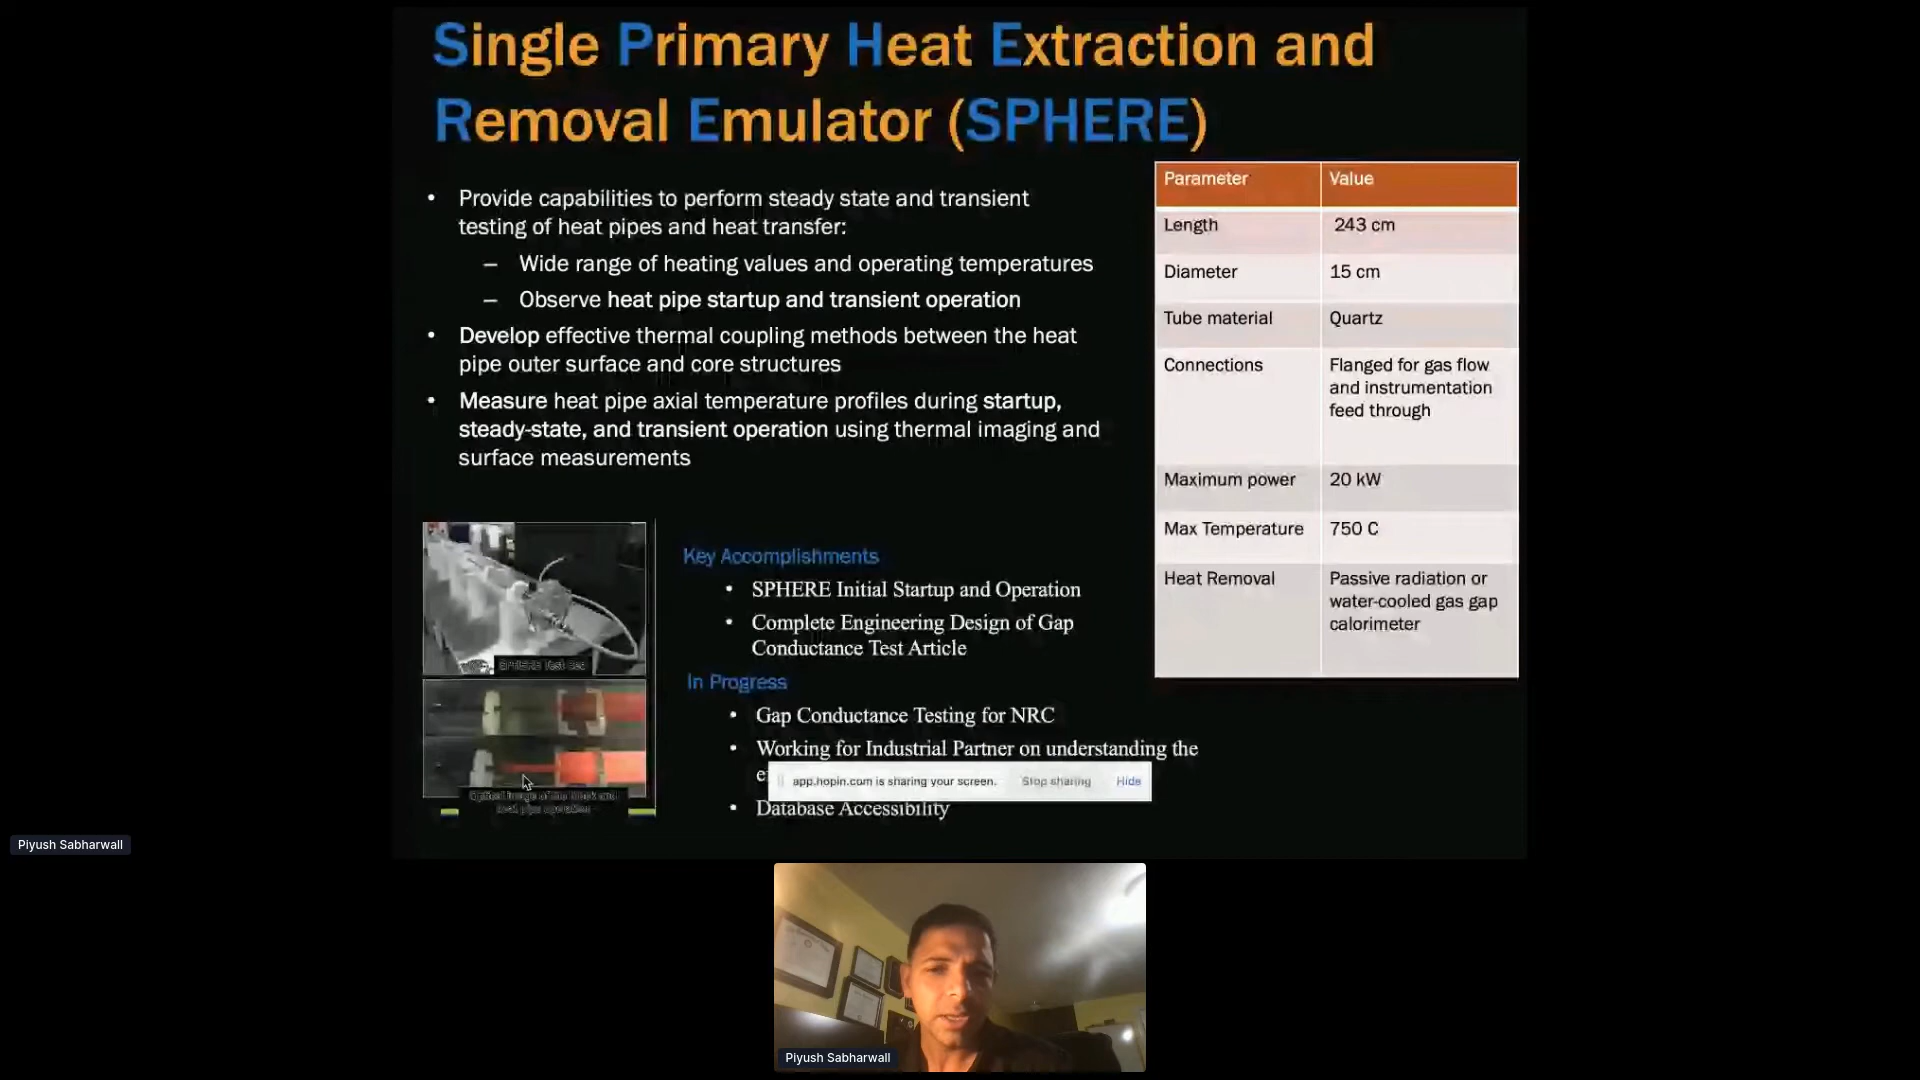 Single Primary Heat Extraction and
Removal Emulator (SPHERE)
• Provide capabilities to perform steady state and transient
testing of heat pipes and heat transfer:
– Wide range of heating values and operating temperatures
– Observe heat pipe startup and transient operation
• Develop effective thermal coupling methods between the heat
pipe outer surface and core structures
• Measure heat pipe axial temperature profiles during startup,
steady-state, and transient operation using thermal imaging and
surface measurements
Parameter Value
Length 243 cm
Diameter 15 cm
Tube material Quartz
Connections Flanged for gas flow
and instrumentation
feed through
Maximum power 20 kW
Max Temperature 750 C
Heat Removal Passive radiation or
water-cooled gas gap
calorimeter
SPHERE Test Bed
Key Accomplishments
• SPHERE Initial Startup and Operation
• Complete Engineering Design of Gap
Conductance Test Article
In Progress
• Gap Conductance Testing for NRC
• Working for Industrial Partner on understanding the
app.hopin.com is sharing your screen. Stop sharing Hide
• Database Accessibility
Piyush Sabharwall
Piyush Sabharwall